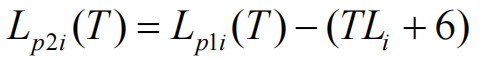 L_{p2i}(T) = L_{p1i}(T) − (TL_i + 6)